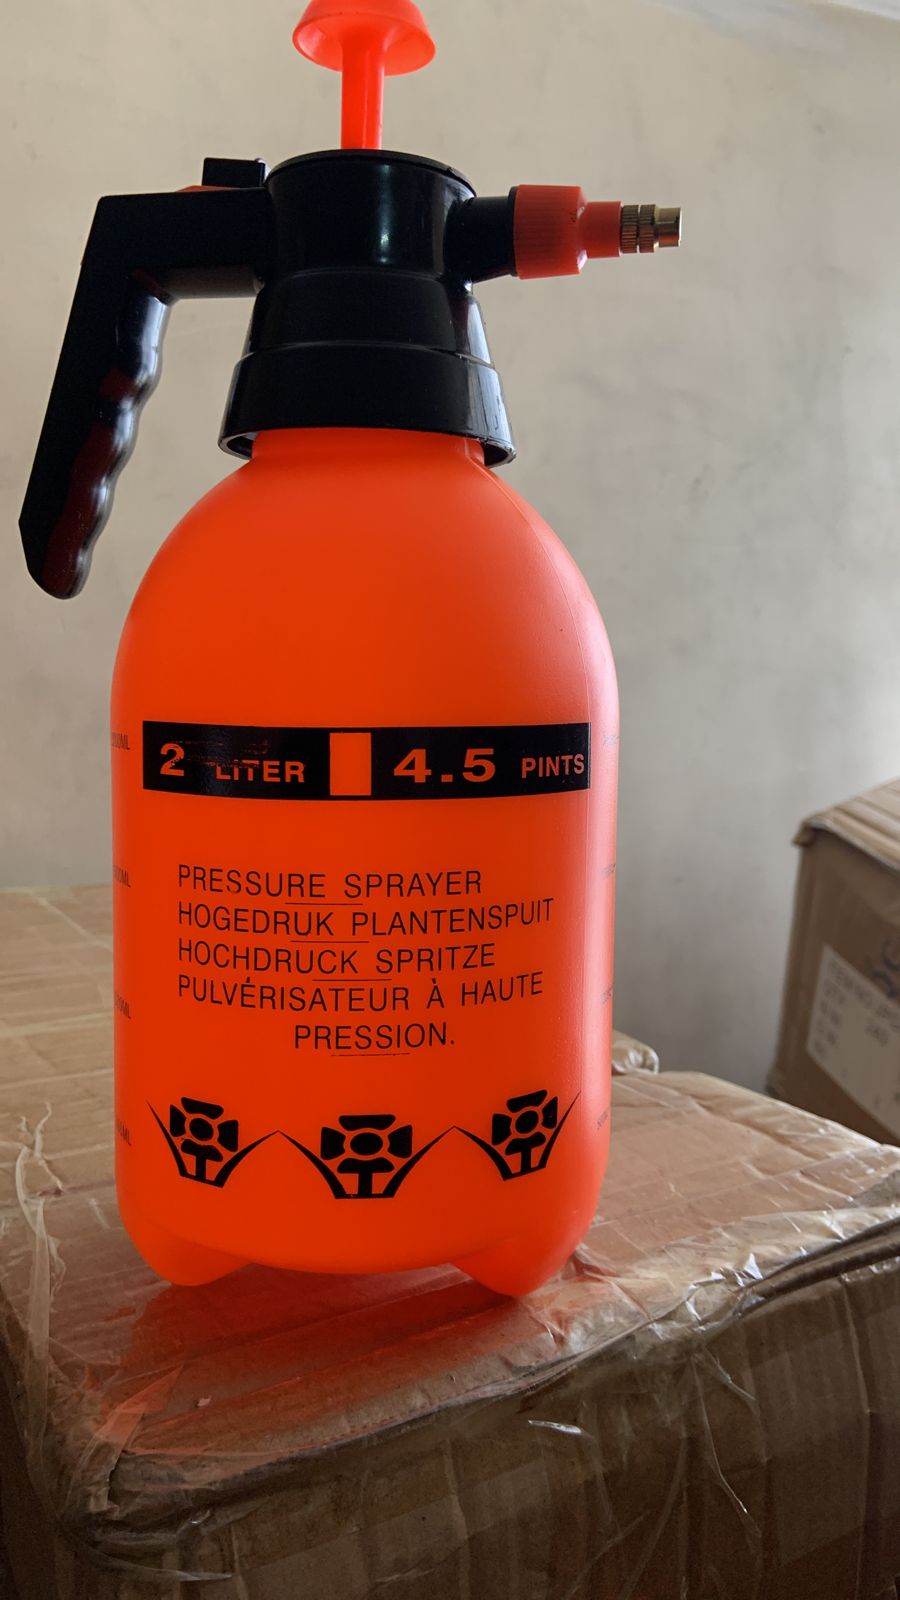 2 LITER 4.5 PINTS
PRESSURE SPRAYER
HOGEDRUK PLANTENSPUIT
HOCHDRUCK SPRITZE
PULVÉRISATEUR À HAUTE
PRESSION.